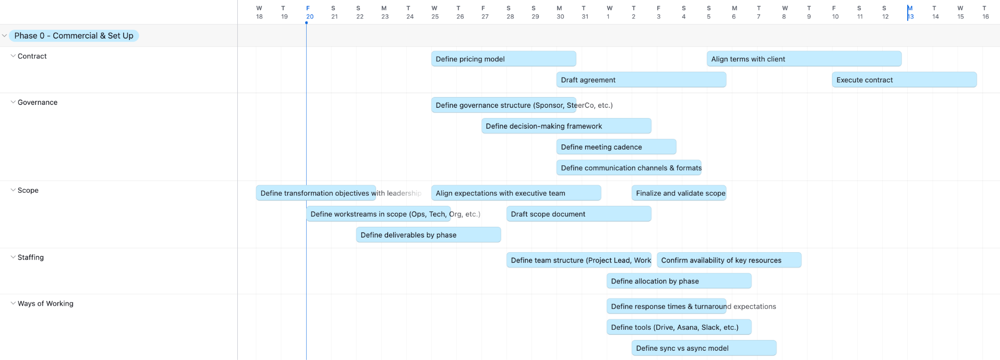 W T F S S M T W T F S S M T W T F S S M T W T F S S M T W T
18 19 20 21 22 23 24 25 26 27 28 29 30 31 1 2 3 4 5 6 7 8 9 10 11 12 13 14 15 16
Phase 0 - Commercial & Set Up
Contract
Define pricing model
Align terms with client
Draft agreement
Execute contract
Governance
Define governance structure (Sponsor, SteerCo, etc.)
Define decision-making framework
Define meeting cadence
Define communication channels & formats
Scope
Define transformation objectives with leadership
Align expectations with executive team
Finalize and validate scope
Define workstreams in scope (Ops, Tech, Org, etc.)
Draft scope document
Define deliverables by phase
Staffing
Define team structure (Project Lead, Work
Confirm availability of key resources
Define allocation by phase
Ways of Working
Define response times & turnaround expectations
Define tools (Drive, Asana, Slack, etc.)
Define sync vs async model